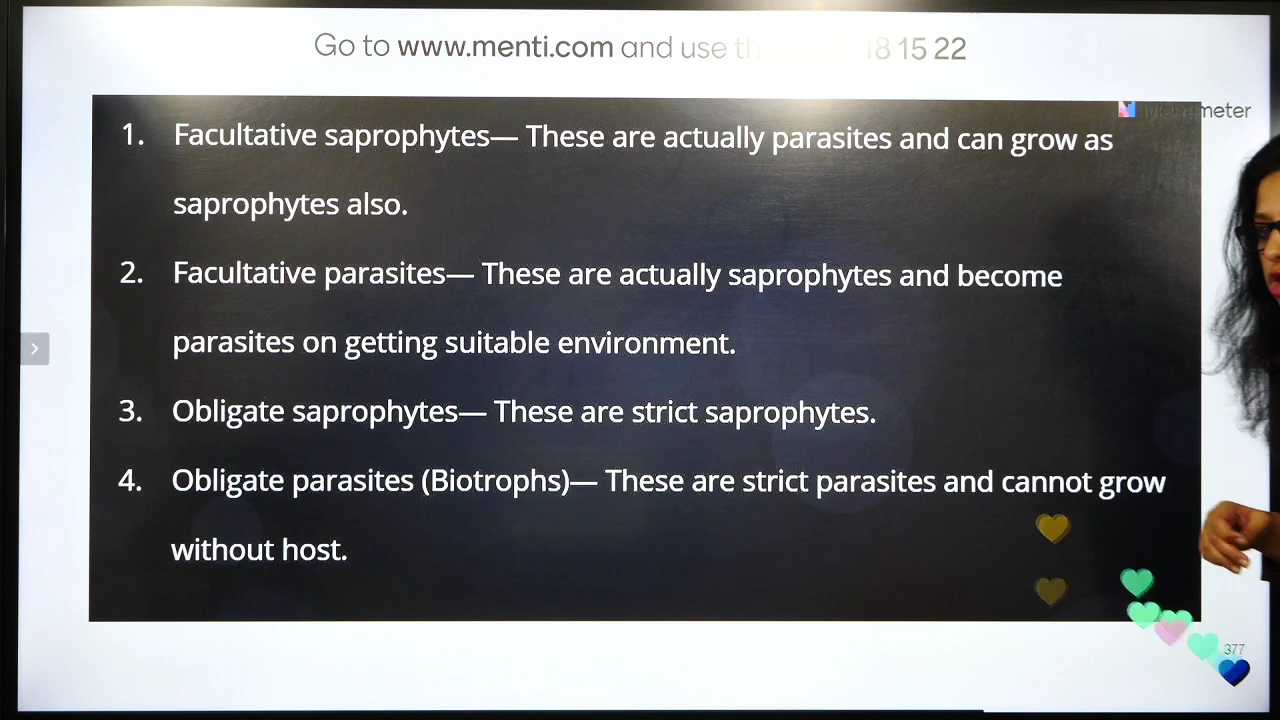 Go to www.menti.com and use the 18 15 22
Mentimeter
1. Facultative saprophytes— These are actually parasites and can grow as
saprophytes also.
2. Facultative parasites— These are actually saprophytes and become
parasites on getting suitable environment.
3. Obligate saprophytes— These are strict saprophytes.
4. Obligate parasites (Biotrophs)— These are strict parasites and cannot grow
without host.
377